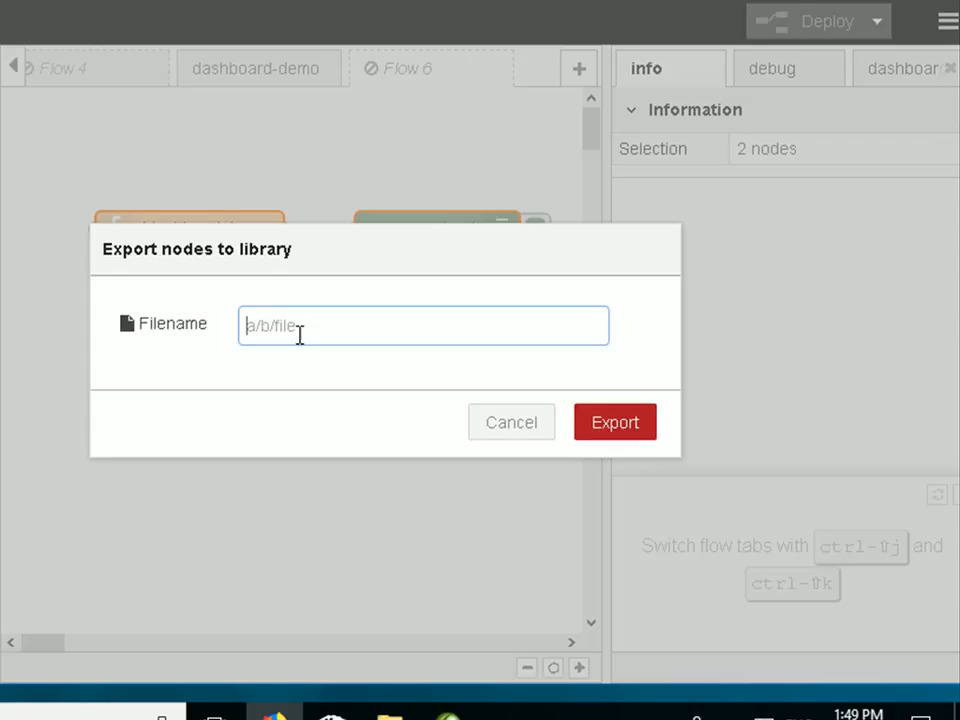 Deploy
Flow 4
dashboard-demo
Flow 6
info
debug
dashboar
Information
Selection
2 nodes
Export nodes to library
Filename
a/b/file
Cancel
Export
Switch flow tabs with ctrl-⇧j and
ctrl-⇧k
1:49 PM